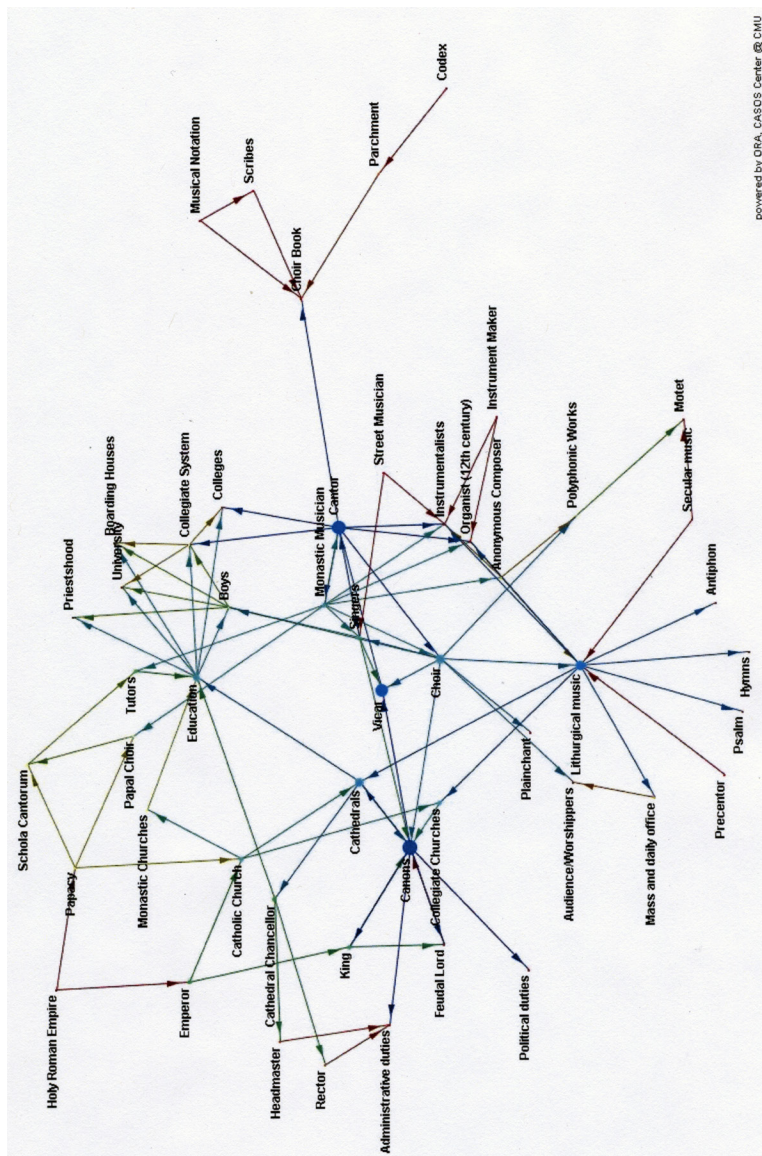 Codex
Parchment
Musical Notation
Scribes
Choir Book
Instrument Maker
Street Musician
Motet
Secular music
Instrumentalists
Organist (12th century)
Anonymous Composer
Polyphonic Works
Boarding Houses
University
Collegiate System
Colleges
Monastic Musician
Cantor
Priestshood
Boys
Singers
Antiphon
Tutors
Education
Vicar
Choir
Lithurgical music
Hymns
Psalm
Schola Cantorum
Papal Choir
Plainchant
Precentor
Monastic Churches
Cathedrals
Audience/Worshippers
Mass and daily office
Papacy
Catholic Church
Canons
Collegiate Churches
Cathedral Chancellor
King
Feudal Lord
Holy Roman Empire
Emperor
Political duties
Headmaster
Rector
Administrative duties
powered by ORA, CASOS Center @ CMU